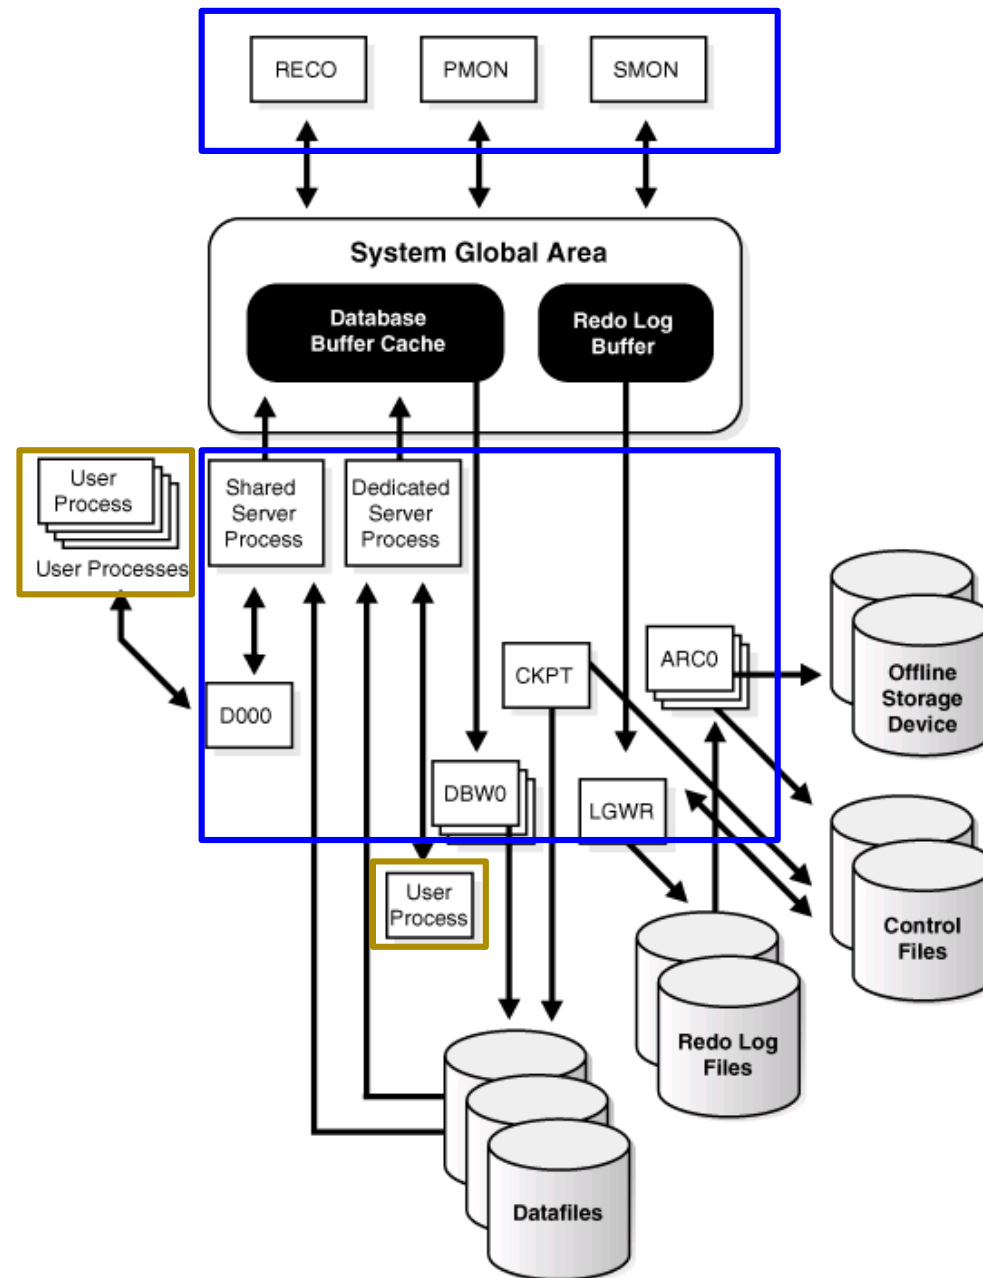 RECO
PMON
SMON
System Global Area
Database
Buffer Cache
Redo Log
Buffer
User
Process
User Processes
Shared
Server
Process
Dedicated
Server
Process
CKPT
ARC0
Offline
Storage
Device
D000
DBW0
LGWR
User
Process
Control
Files
Redo Log
Files
Datafiles